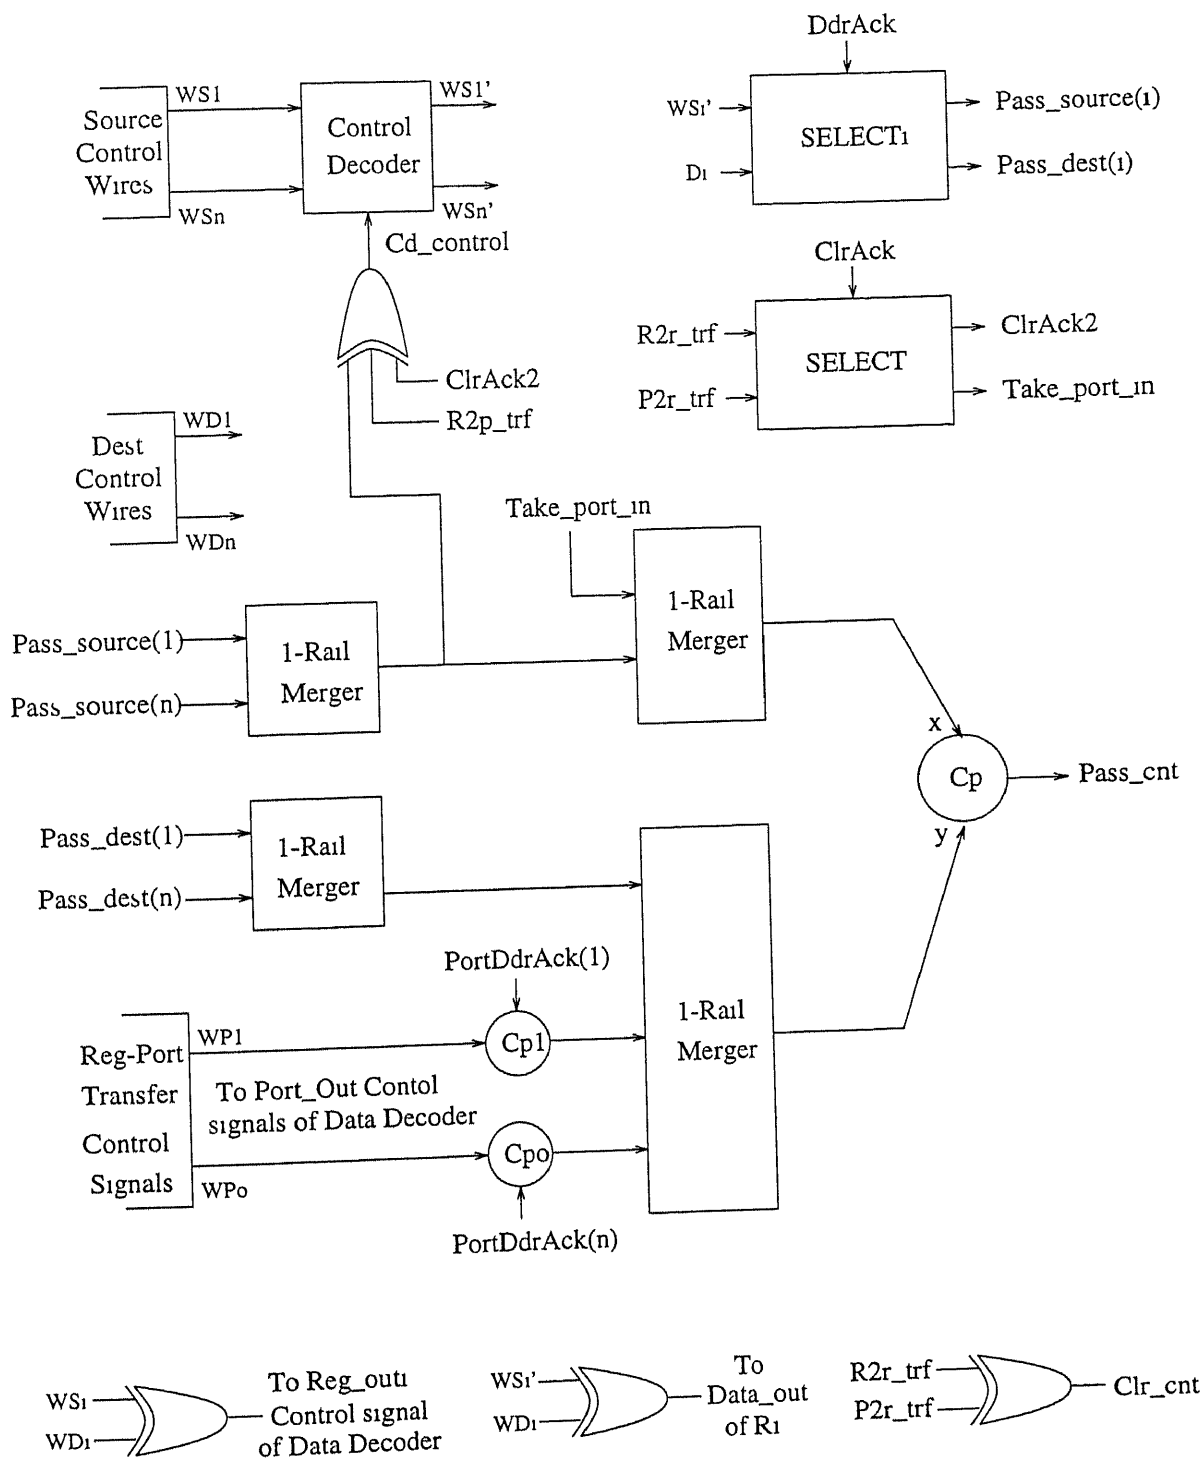 DdrAck
WS1
Source
Control
Wires
WSn
Control
Decoder
WS1'
WSn'
Cd_control
WSi'
Di
SELECTi
Pass_source(i)
Pass_dest(i)
ClrAck
R2r_trf
P2r_trf
SELECT
ClrAck2
Take_port_in
ClrAck2
R2p_trf
WD1
Dest
Control
Wires
WDn
Take_port_in
1-Rail
Merger
Pass_source(1)
Pass_source(n)
1-Rail
Merger
x
Cp
Pass_cnt
y
Pass_dest(1)
Pass_dest(n)
1-Rail
Merger
PortDdrAck(1)
WP1
Cp1
1-Rail
Merger
Reg-Port
Transfer
Control
Signals
To Port_Out Contol
signals of Data Decoder
WPo
Cpo
PortDdrAck(n)
WSi
WDi
To Reg_outi
Control signal
of Data Decoder
WSi'
WDi
To
Data_out
of Ri
R2r_trf
P2r_trf
Clr_cnt